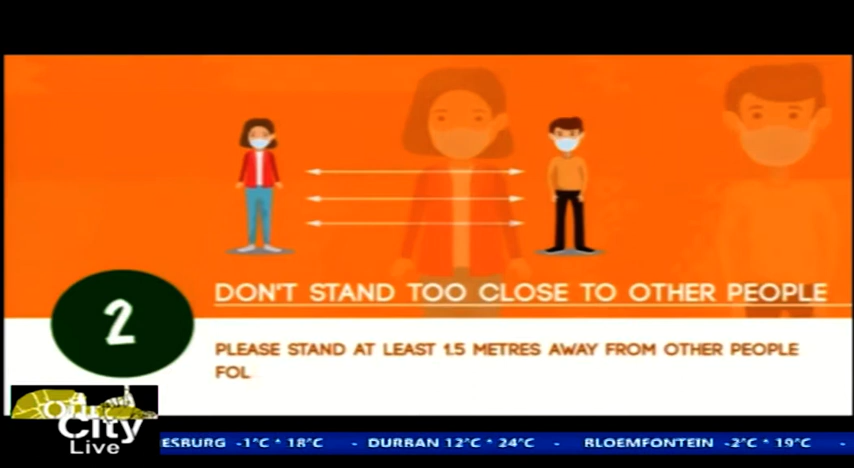 DON'T STAND TOO CLOSE TO OTHER PEOPLE
2
PLEASE STAND AT LEAST 1.5 METRES AWAY FROM OTHER PEOPLE
FOL
Our
City
Live
ESBURG -1°C * 18°C - DURBAN 12°C * 24°C - BLOEMFONTEIN -2°C * 19°C -